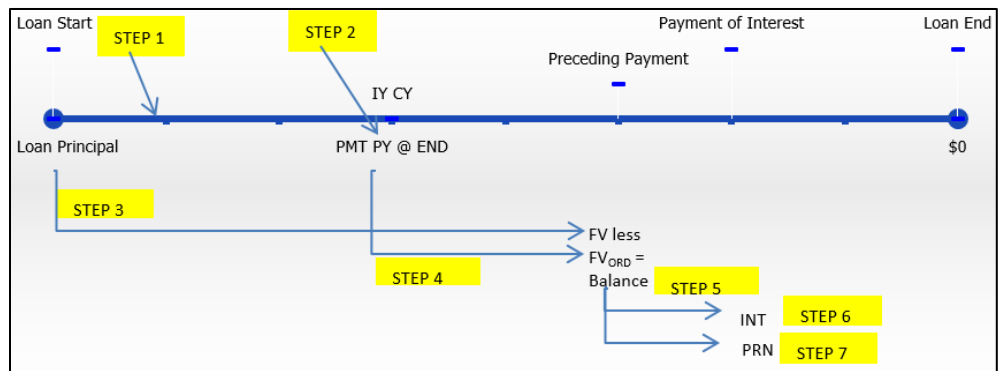 Loan Start
STEP 1
STEP 2
Payment of Interest
Loan End
Preceding Payment
IY CY
Loan Principal
PMT PY @ END
$0
STEP 3
FV less
FVORD =
Balance
STEP 4
STEP 5
INT
STEP 6
PRN
STEP 7